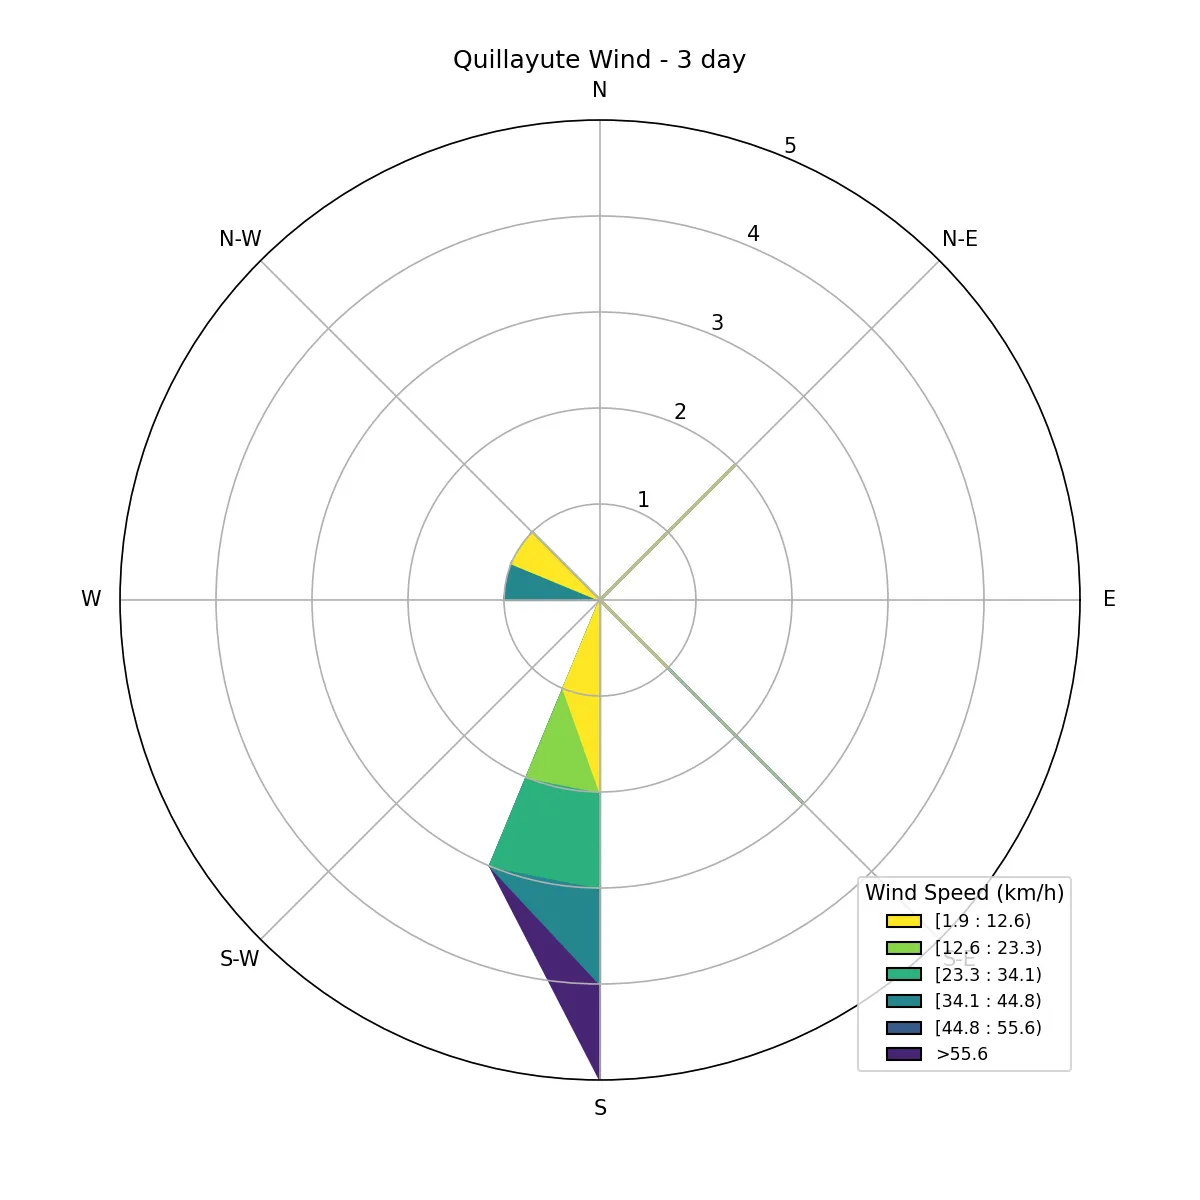 Quillayute Wind - 3 day
N
5
N-W
N-E
4
3
2
1
W
E
Wind Speed (km/h)
[1.9 : 12.6)
[12.6 : 23.3)
S-W
S-E
[23.3 : 34.1)
[34.1 : 44.8)
[44.8 : 55.6)
>55.6
S